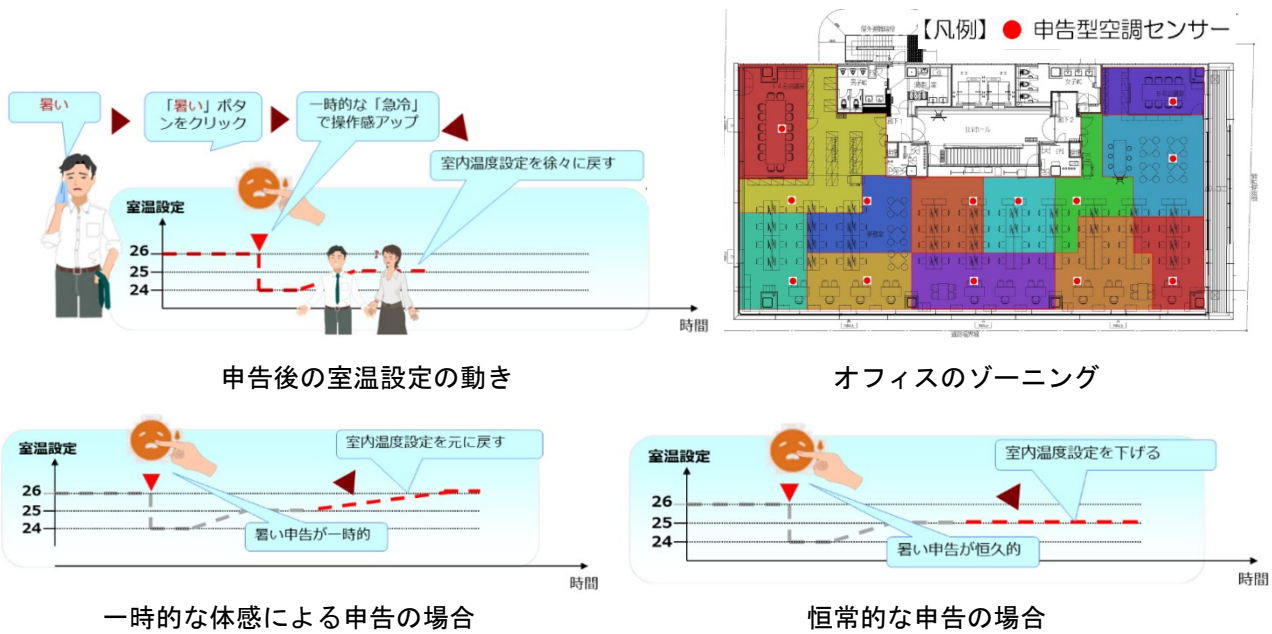 暑い
「暑い」ボタ
ンをクリック
一時的な「急冷」
で操作感アップ
室内温度設定を徐々に戻す
室温設定
26
25
24
時間
申告後の室温設定の動き
【凡例】 ● 申告型空調センサー
ELVホール
オフィスのゾーニング
室温設定
26
25
24
室内温度設定を元に戻す
暑い申告が一時的
時間
一時的な体感による申告の場合
室温設定
26
25
24
室内温度設定を下げる
暑い申告が恒久的
時間
恒常的な申告の場合